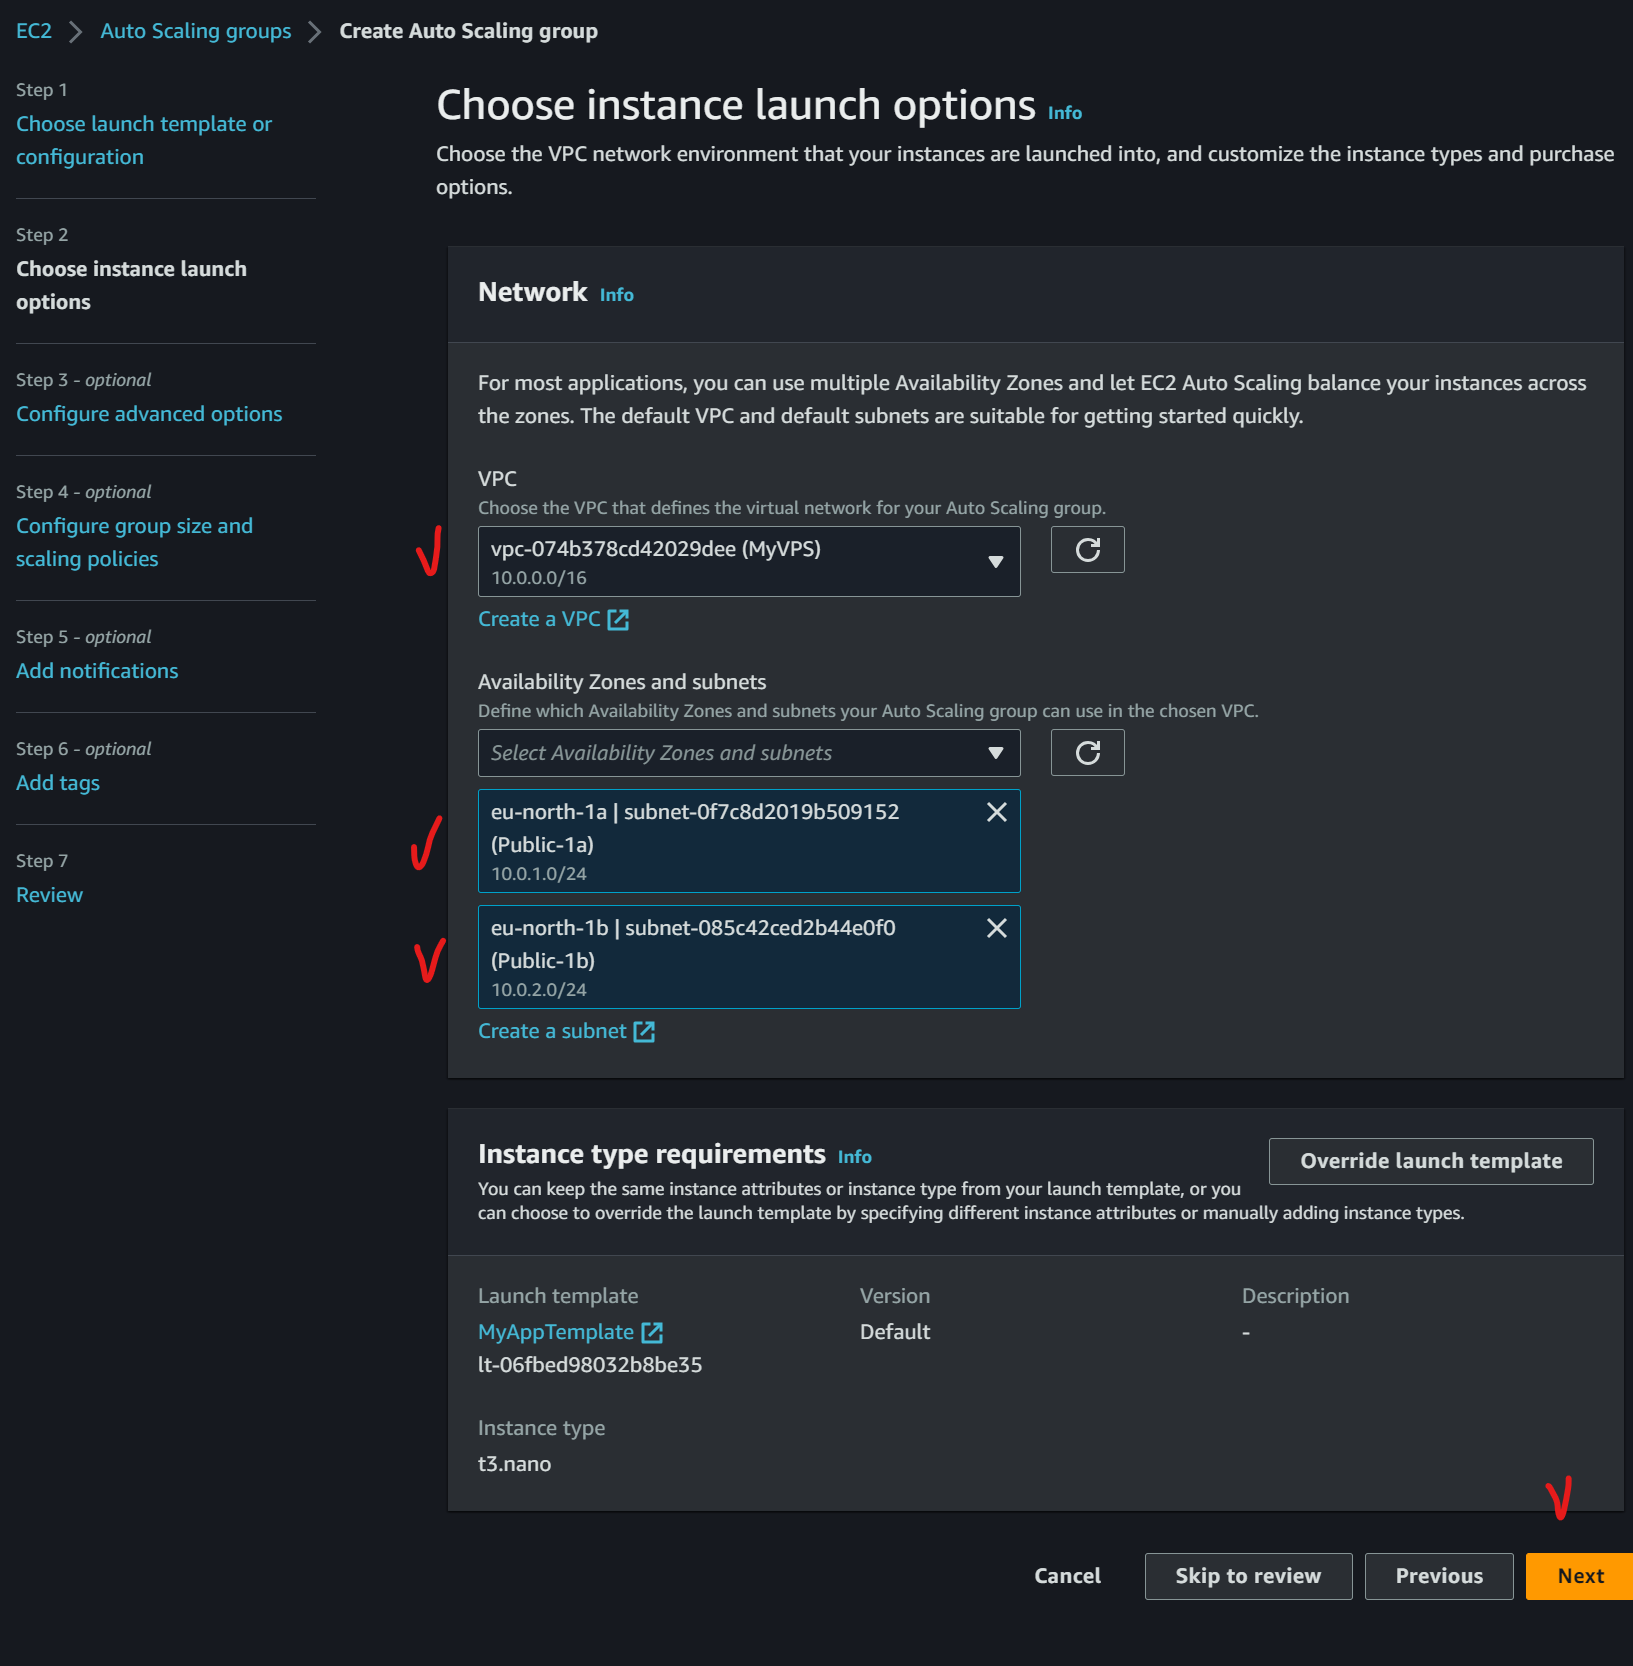 EC2 > Auto Scaling groups > Create Auto Scaling group
Step 1
Choose launch template or
configuration
Step 2
Choose instance launch
options
Step 3 - optional
Configure advanced options
Step 4 - optional
Configure group size and
scaling policies
Step 5 - optional
Add notifications
Step 6 - optional
Add tags
Step 7
Review
Choose instance launch options Info
Choose the VPC network environment that your instances are launched into, and customize the instance types and purchase
options.
Network Info
For most applications, you can use multiple Availability Zones and let EC2 Auto Scaling balance your instances across
the zones. The default VPC and default subnets are suitable for getting started quickly.
VPC
Choose the VPC that defines the virtual network for your Auto Scaling group.
vpc-074b378cd42029dee (MyVPS)
10.0.0.0/16
Create a VPC
Availability Zones and subnets
Define which Availability Zones and subnets your Auto Scaling group can use in the chosen VPC.
Select Availability Zones and subnets
eu-north-1a | subnet-0f7c8d2019b509152
(Public-1a)
10.0.1.0/24
eu-north-1b | subnet-085c42ced2b44e0f0
(Public-1b)
10.0.2.0/24
Create a subnet
Instance type requirements Info
Override launch template
You can keep the same instance attributes or instance type from your launch template, or you
can choose to override the launch template by specifying different instance attributes or manually adding instance types.
Launch template
MyAppTemplate
lt-06fbed98032b8be35
Version
Default
Description
-
Instance type
t3.nano
Cancel
Skip to review
Previous
Next